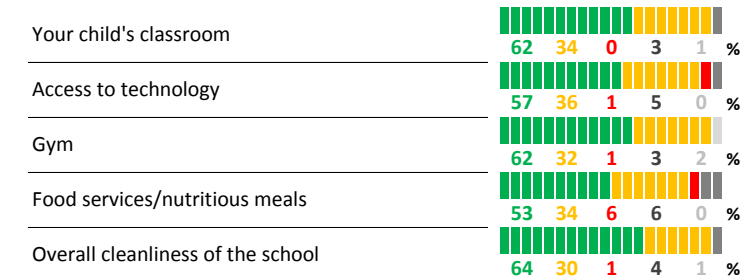 Your child's classroom
62 34 0 3 1 %
Access to technology
57 36 1 5 0 %
Gym
62 32 1 3 2 %
Food services/nutritious meals
53 34 6 6 0 %
Overall cleanliness of the school
64 30 1 4 1 %